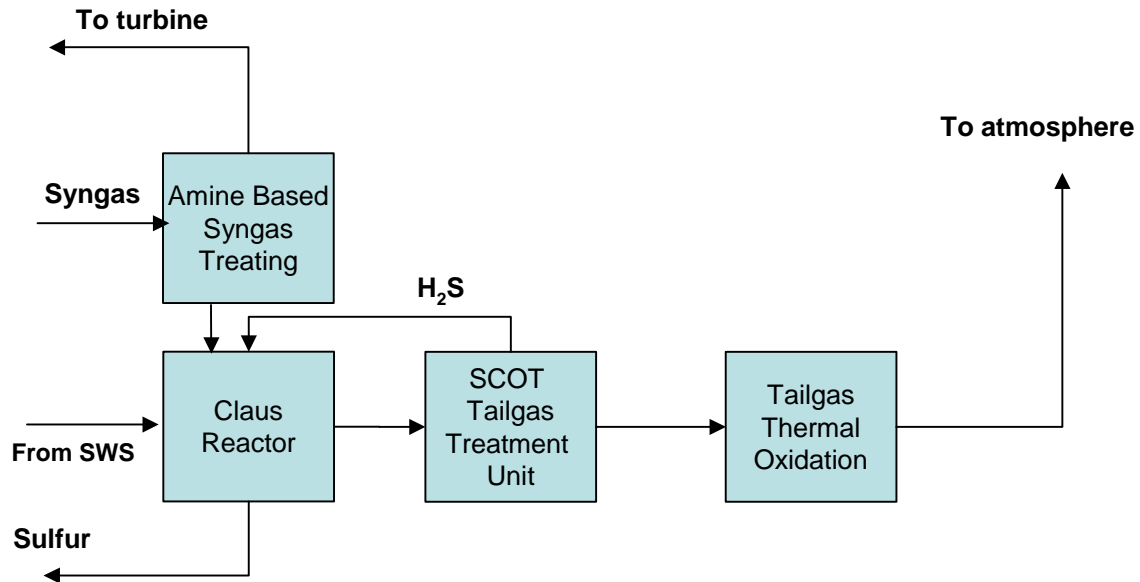 To turbine
To atmosphere
Syngas
Amine Based
Syngas
Treating
H₂S
Claus
Reactor
SCOT
Tailgas
Treatment
Unit
Tailgas
Thermal
Oxidation
From SWS
Sulfur